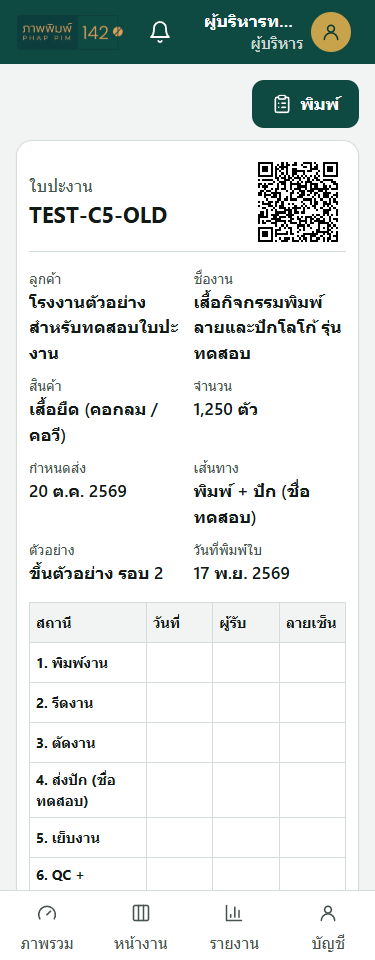 ภาพพิมพ์
PHAP PIM
142
ผู้บริหารท...
ผู้บริหาร
พิมพ์
ใบปะงาน
TEST-C5-OLD
ลูกค้า
โรงงานตัวอย่าง
สำหรับทดสอบใบปะ
งาน
ชื่องาน
เสื้อกิจกรรมพิมพ์
ลายและปักโลโก้ รุ่น
ทดสอบ
สินค้า
เสื้อยืด (คอกลม /
คอวี)
จำนวน
1,250 ตัว
กำหนดส่ง
20 ต.ค. 2569
เส้นทาง
พิมพ์ + ปัก (ชื่อ
ทดสอบ)
ตัวอย่าง
ขึ้นตัวอย่าง รอบ 2
วันที่พิมพ์ใบ
17 พ.ย. 2569
สถานี วันที่ ผู้รับ ลายเซ็น
1. พิมพ์งาน
2. รีดงาน
3. ตัดงาน
4. ส่งปัก (ชื่อ
ทดสอบ)
5. เย็บงาน
6. QC +
ภาพรวม หน้างาน รายงาน บัญชี